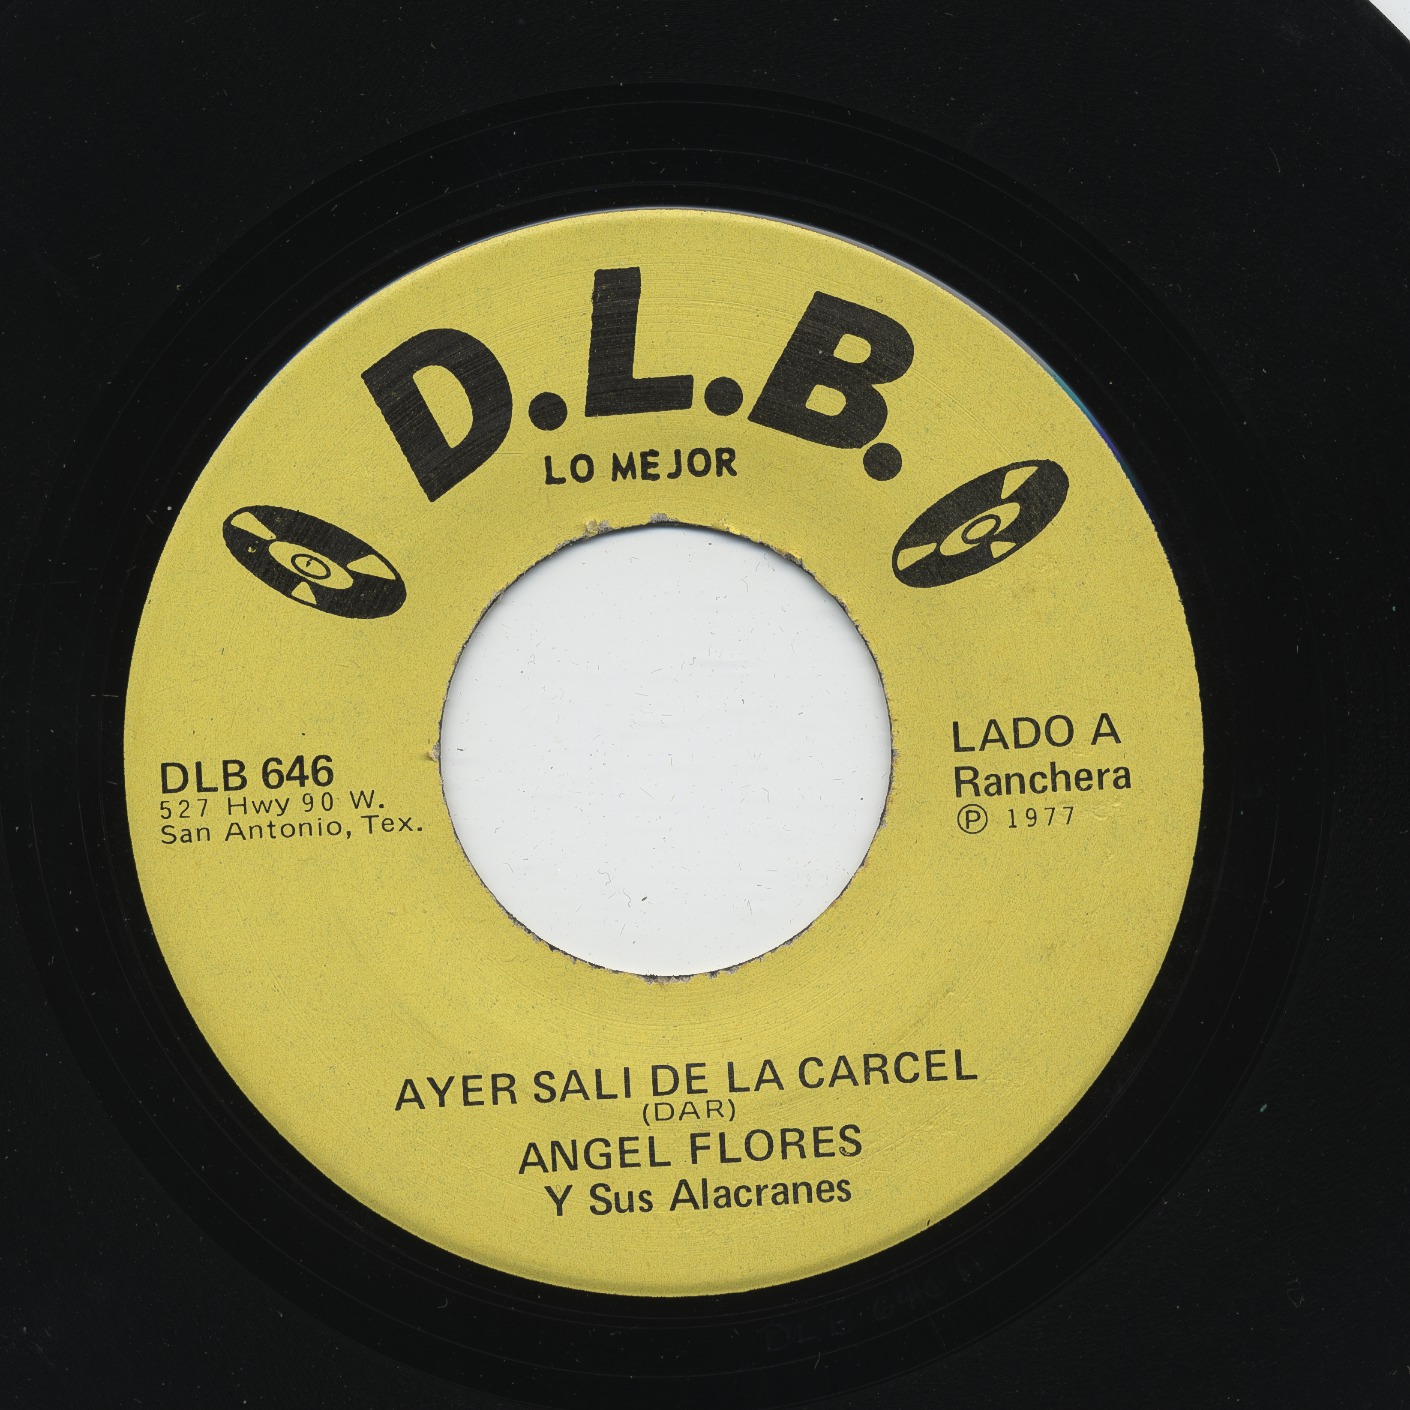 D.L.B.
LO MEJOR
DLB 646
527 Hwy 90 W.
San Antonio, Tex.
LADO A
Ranchera
Ⓟ 1977
AYER SALI DE LA CARCEL
(DAR)
ANGEL FLORES
Y Sus Alacranes